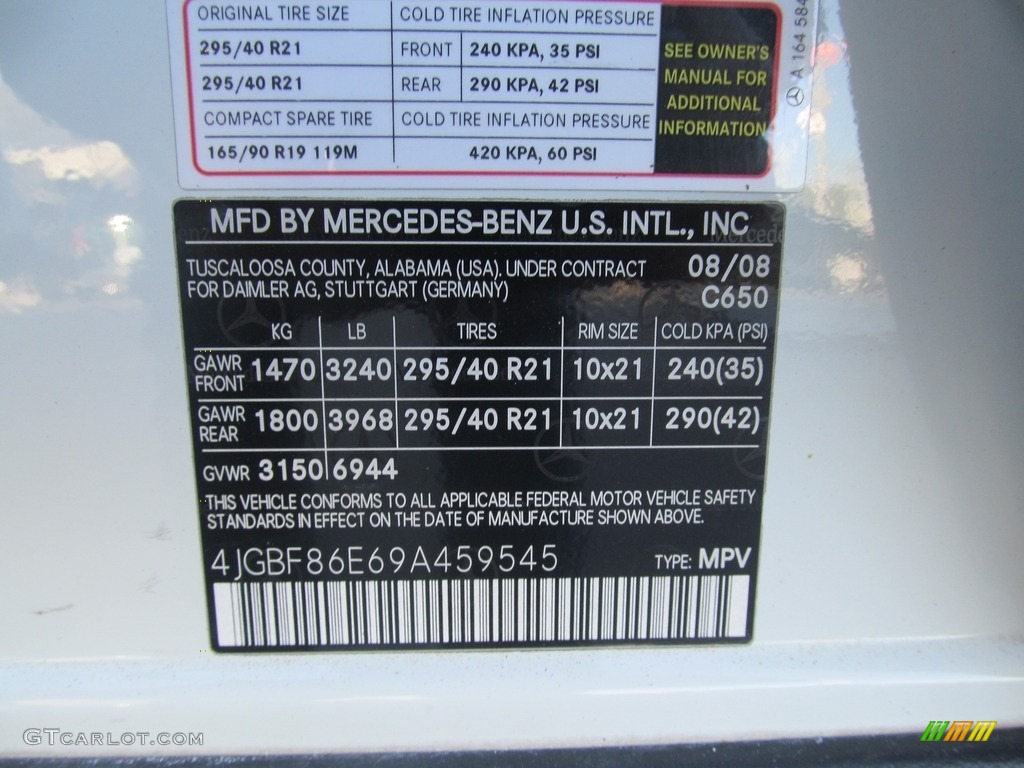 ORIGINAL TIRE SIZE COLD TIRE INFLATION PRESSURE
295/40 R21 FRONT 240 KPA, 35 PSI
295/40 R21 REAR 290 KPA, 42 PSI
COMPACT SPARE TIRE COLD TIRE INFLATION PRESSURE
165/90 R19 119M 420 KPA, 60 PSI
SEE OWNER'S
MANUAL FOR
ADDITIONAL
INFORMATION
A 164 584
MFD BY MERCEDES-BENZ U.S. INTL., INC
TUSCALOOSA COUNTY, ALABAMA (USA). UNDER CONTRACT 08/08
FOR DAIMLER AG, STUTTGART (GERMANY) C650
KG LB TIRES RIM SIZE COLD KPA (PSI)
GAWR FRONT 1470 3240 295/40 R21 10x21 240(35)
GAWR REAR 1800 3968 295/40 R21 10x21 290(42)
GVWR 3150 6944
THIS VEHICLE CONFORMS TO ALL APPLICABLE FEDERAL MOTOR VEHICLE SAFETY
STANDARDS IN EFFECT ON THE DATE OF MANUFACTURE SHOWN ABOVE.
4JGBF86E69A459545 TYPE: MPV
GTCARLOT.COM